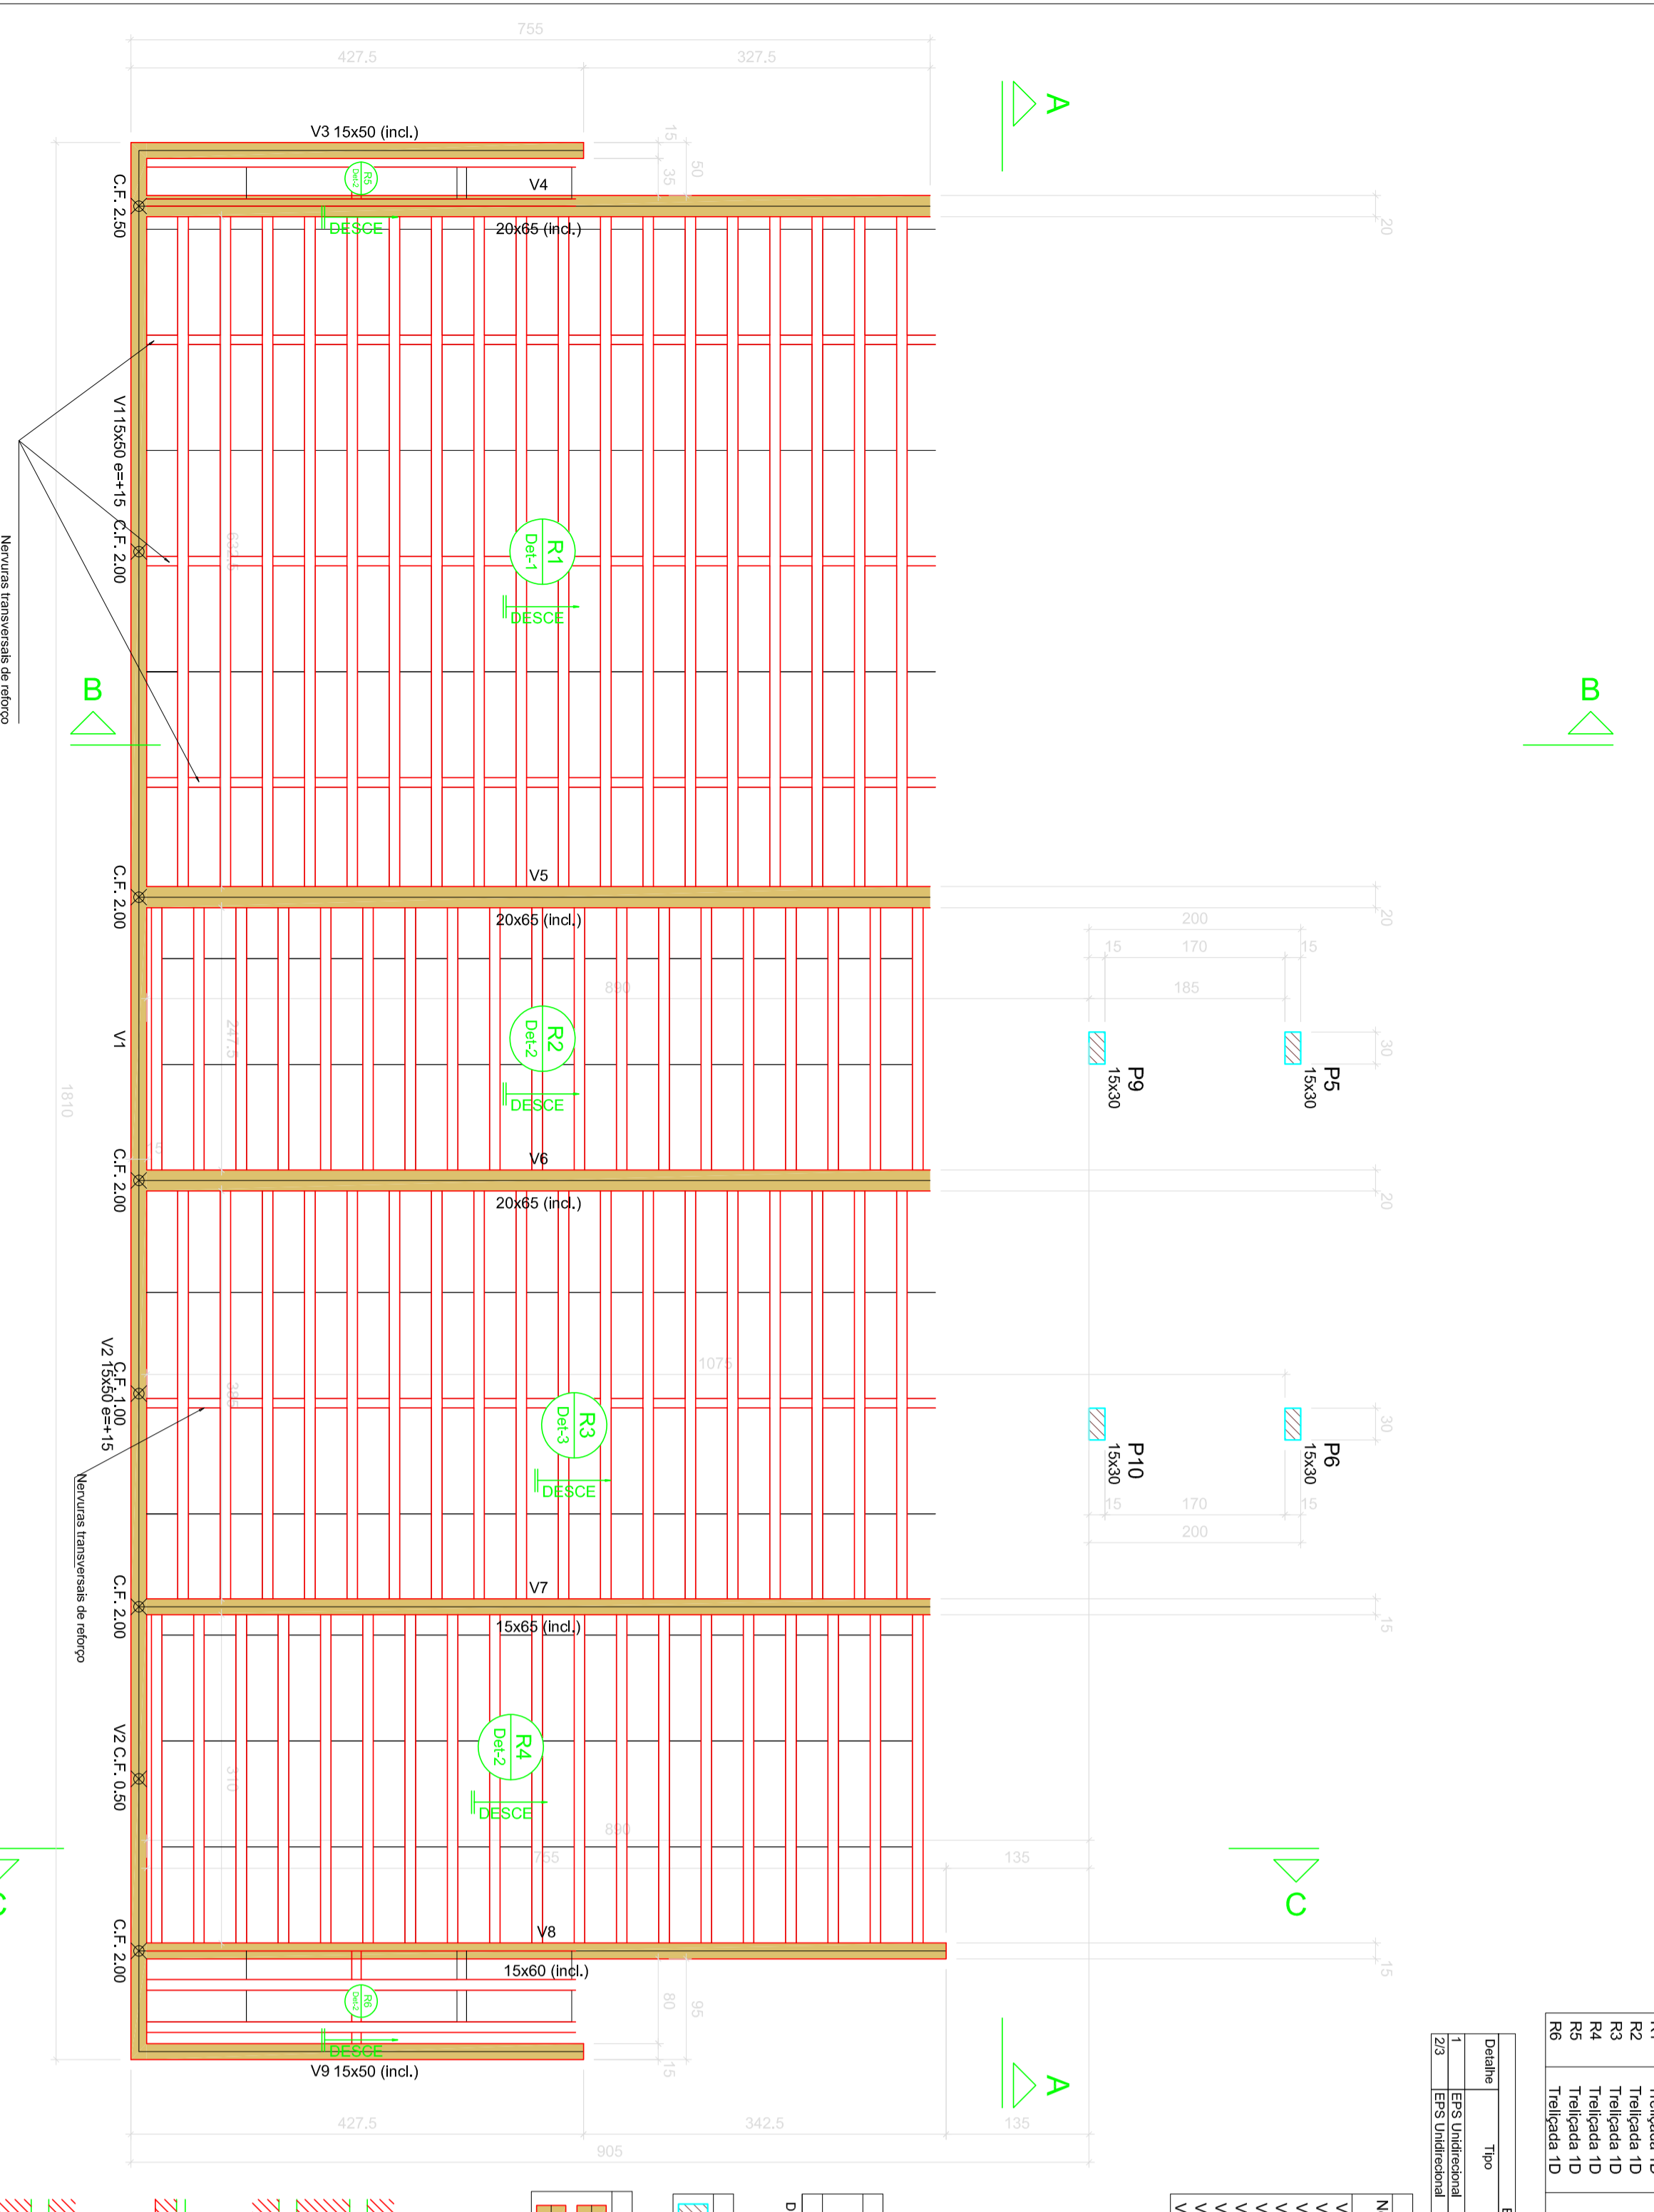 755
427.5
327.5
A
V3 15x50 (incl.)
15
35
50
R5
Det-2
V4
DESCE
20x65 (incl.)
20
C.F. 2.50
V1 15x50 e=+15
C.F. 2.00
R1
Det-1
DESCE
Nervuras transversais de reforço
B
B
C.F. 2.00
V5
20x65 (incl.)
20
200
15
170
15
890
185
30
P9
15x30
P5
15x30
V1
247.5
R2
Det-2
DESCE
1810
15
C.F. 2.00
V6
20x65 (incl.)
20
1075
V2 15x50 e=+15
C.F. 1.00
R3
Det-3
DESCE
Nervuras transversais de reforço
30
P10
15x30
P6
15x30
15
170
15
200
C.F. 2.00
V7
15x65 (incl.)
15
V2
C.F. 0.50
310
R4
Det-2
DESCE
890
755
135
C
C
C.F. 2.00
V8
15x60 (incl.)
15
R6
Det-2
DESCE
80
95
15
V9 15x50 (incl.)
A
427.5
342.5
135
905
R2 Treliçada 1D
R3 Treliçada 1D
R4 Treliçada 1D
R5 Treliçada 1D
R6 Treliçada 1D
Detalhe Tipo
1 EPS Unidirecional
2/3 EPS Unidirecional